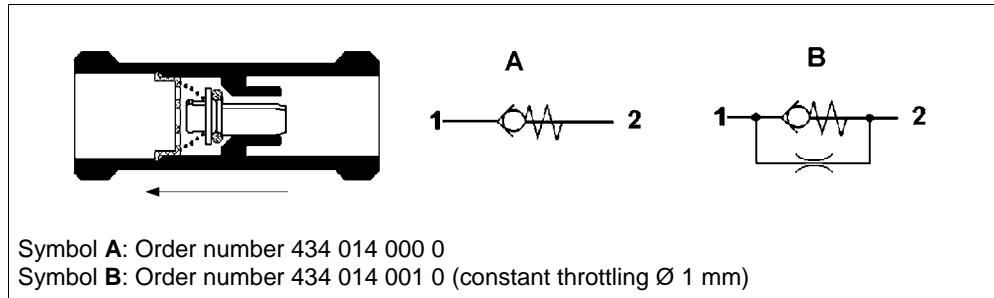 A
B
1
2
1
2
Symbol A: Order number 434 014 000 0
Symbol B: Order number 434 014 001 0 (constant throttling Ø 1 mm)